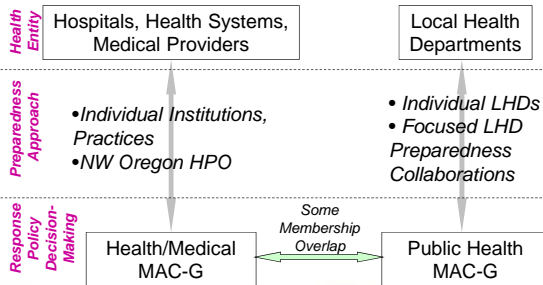 Health
Entity
Hospitals, Health Systems,
Medical Providers
Local Health
Departments
Preparedness
Approach
•Individual Institutions,
Practices
•NW Oregon HPO
• Individual LHDs
• Focused LHD
Preparedness
Collaborations
Response
Policy
Decision-
Making
Health/Medical
MAC-G
Some
Membership
Overlap
Public Health
MAC-G